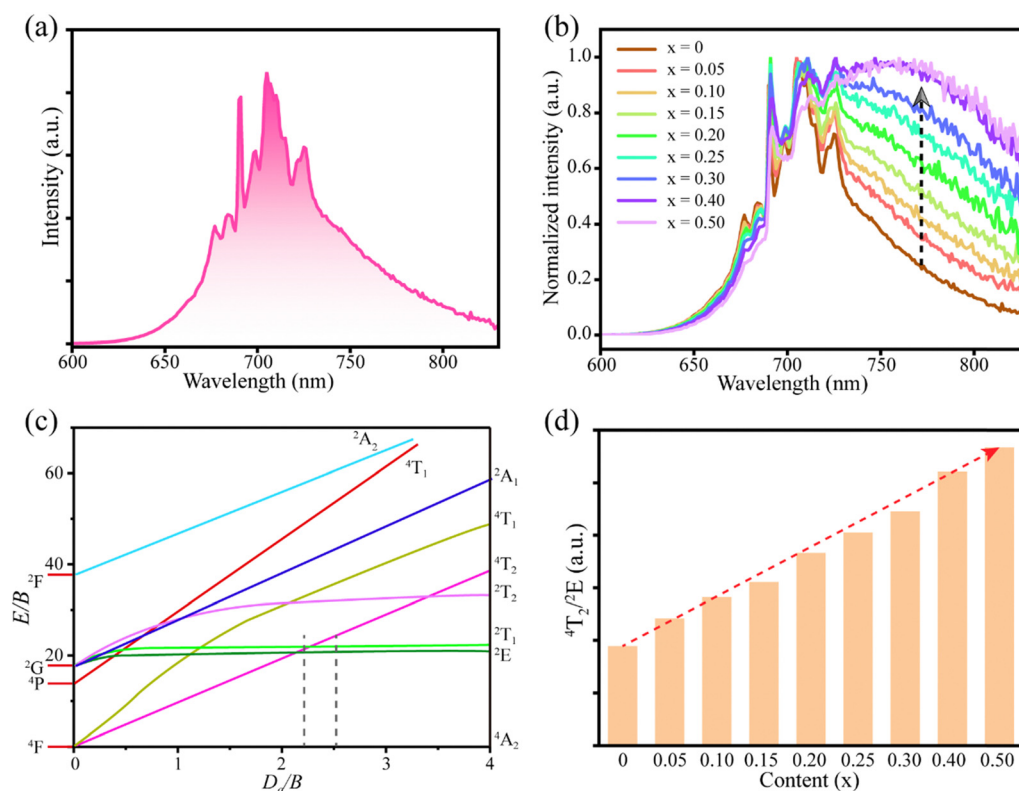 (a)
Intensity (a.u.)
600 650 700 750 800
Wavelength (nm)
(b)
Normalized intensity (a.u.)
1.0
0.8
0.6
0.4
0.2
0.0
x = 0
x = 0.05
x = 0.10
x = 0.15
x = 0.20
x = 0.25
x = 0.30
x = 0.40
x = 0.50
600 650 700 750 800
Wavelength (nm)
(c)
E/B
60
40
20
0
²F
²G
⁴P
⁴F
²A₂
⁴T₁
²A₁
⁴T₁
⁴T₂
²T₂
²T₁
²E
⁴A₂
0 1 2 3 4
D_q/B
(d)
⁴T₂/²E (a.u.)
0 0.05 0.10 0.15 0.20 0.25 0.30 0.40 0.50
Content (x)